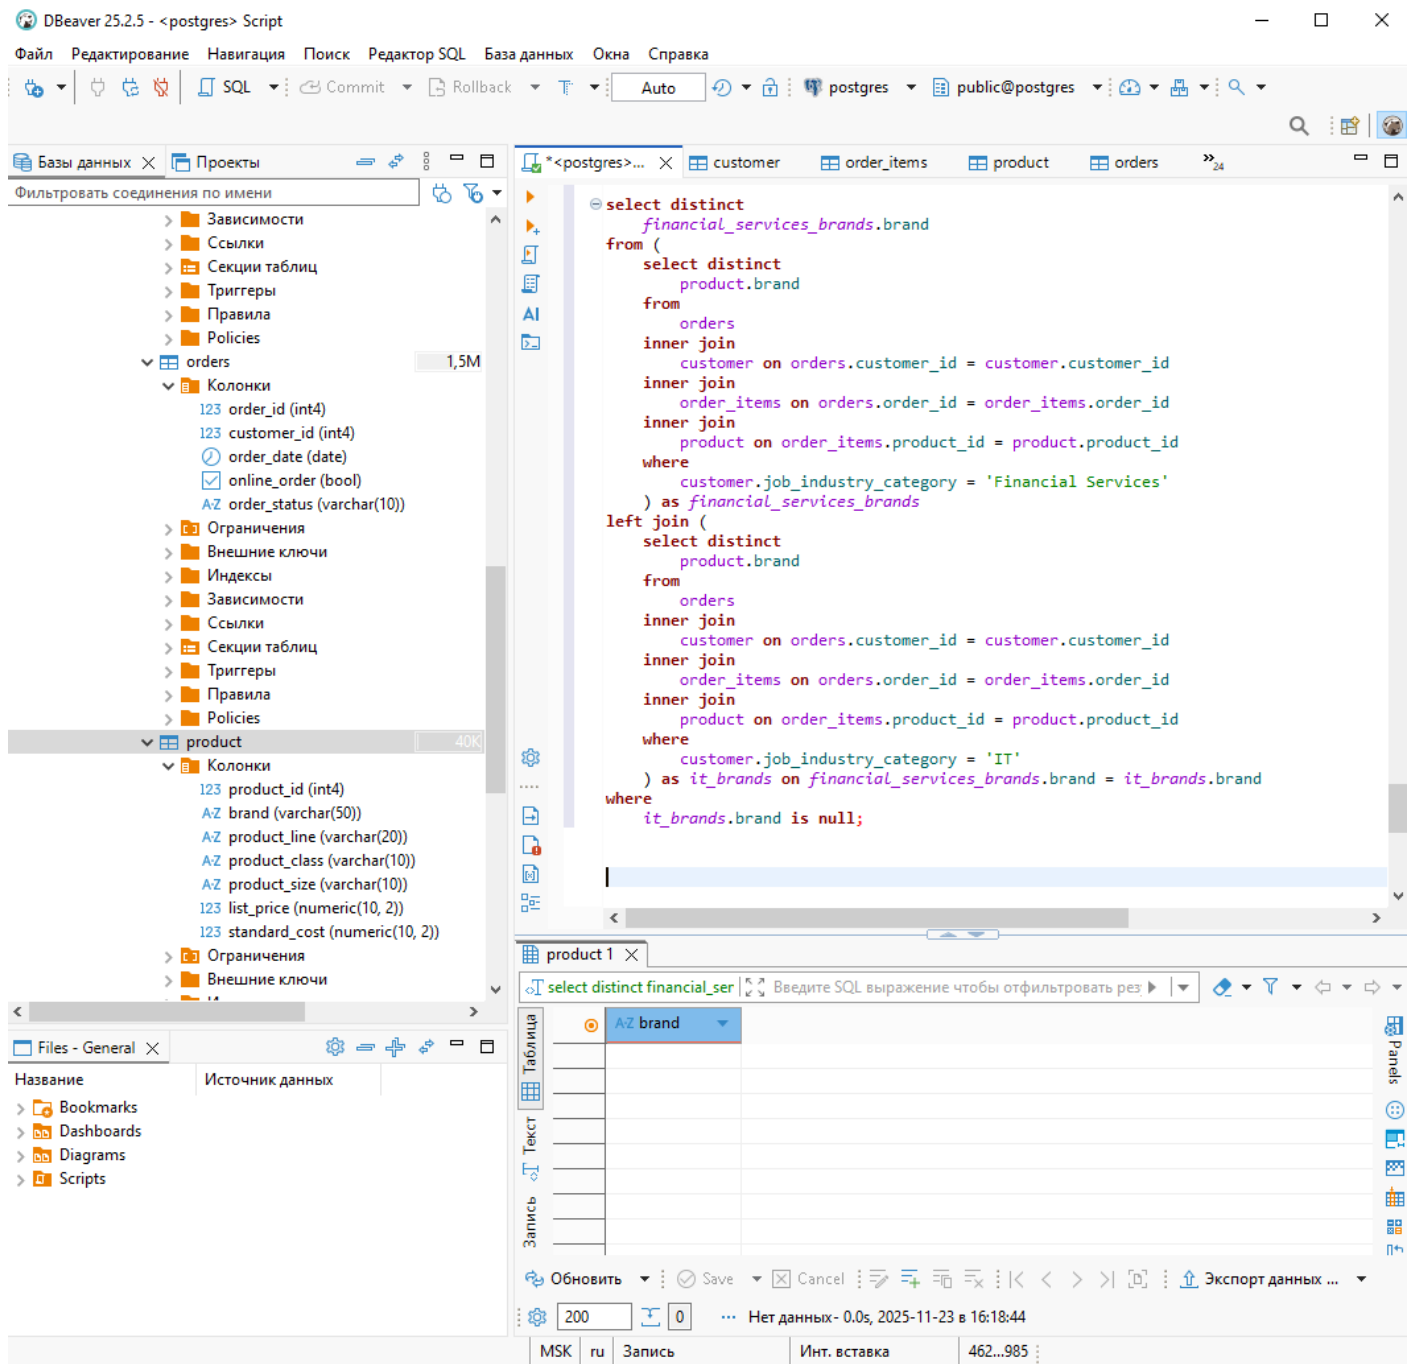 DBeaver 25.2.5 - <postgres> Script
Файл Редактирование Навигация Поиск Редактор SQL База данных Окна Справка
SQL Commit Rollback Auto postgres public@postgres
Базы данных Проекты
Фильтровать соединения по имени
Зависимости
Ссылки
Секции таблиц
Триггеры
Правила
Policies
orders 1,5M
Колонки
123 order_id (int4)
123 customer_id (int4)
order_date (date)
online_order (bool)
A-Z order_status (varchar(10))
Ограничения
Внешние ключи
Индексы
Зависимости
Ссылки
Секции таблиц
Триггеры
Правила
Policies
product 40K
Колонки
123 product_id (int4)
A-Z brand (varchar(50))
A-Z product_line (varchar(20))
A-Z product_class (varchar(10))
A-Z product_size (varchar(10))
123 list_price (numeric(10, 2))
123 standard_cost (numeric(10, 2))
Ограничения
Внешние ключи
Files - General
Название Источник данных
Bookmarks
Dashboards
Diagrams
Scripts
*<postgres>... customer order_items product orders »24
AI
select distinct
financial_services_brands.brand
from (
select distinct
product.brand
from
orders
inner join
customer on orders.customer_id = customer.customer_id
inner join
order_items on orders.order_id = order_items.order_id
inner join
product on order_items.product_id = product.product_id
where
customer.job_industry_category = 'Financial Services'
) as financial_services_brands
left join (
select distinct
product.brand
from
orders
inner join
customer on orders.customer_id = customer.customer_id
inner join
order_items on orders.order_id = order_items.order_id
inner join
product on order_items.product_id = product.product_id
where
customer.job_industry_category = 'IT'
) as it_brands on financial_services_brands.brand = it_brands.brand
where
it_brands.brand is null;
product 1
select distinct financial_ser Введите SQL выражение чтобы отфильтровать рез
Таблица
Текст
Запись
A-Z brand
Panels
Обновить Save Cancel Экспорт данных ...
200 0 ... Нет данных - 0.0s, 2025-11-23 в 16:18:44
MSK ru Запись Инт. вставка 462...985